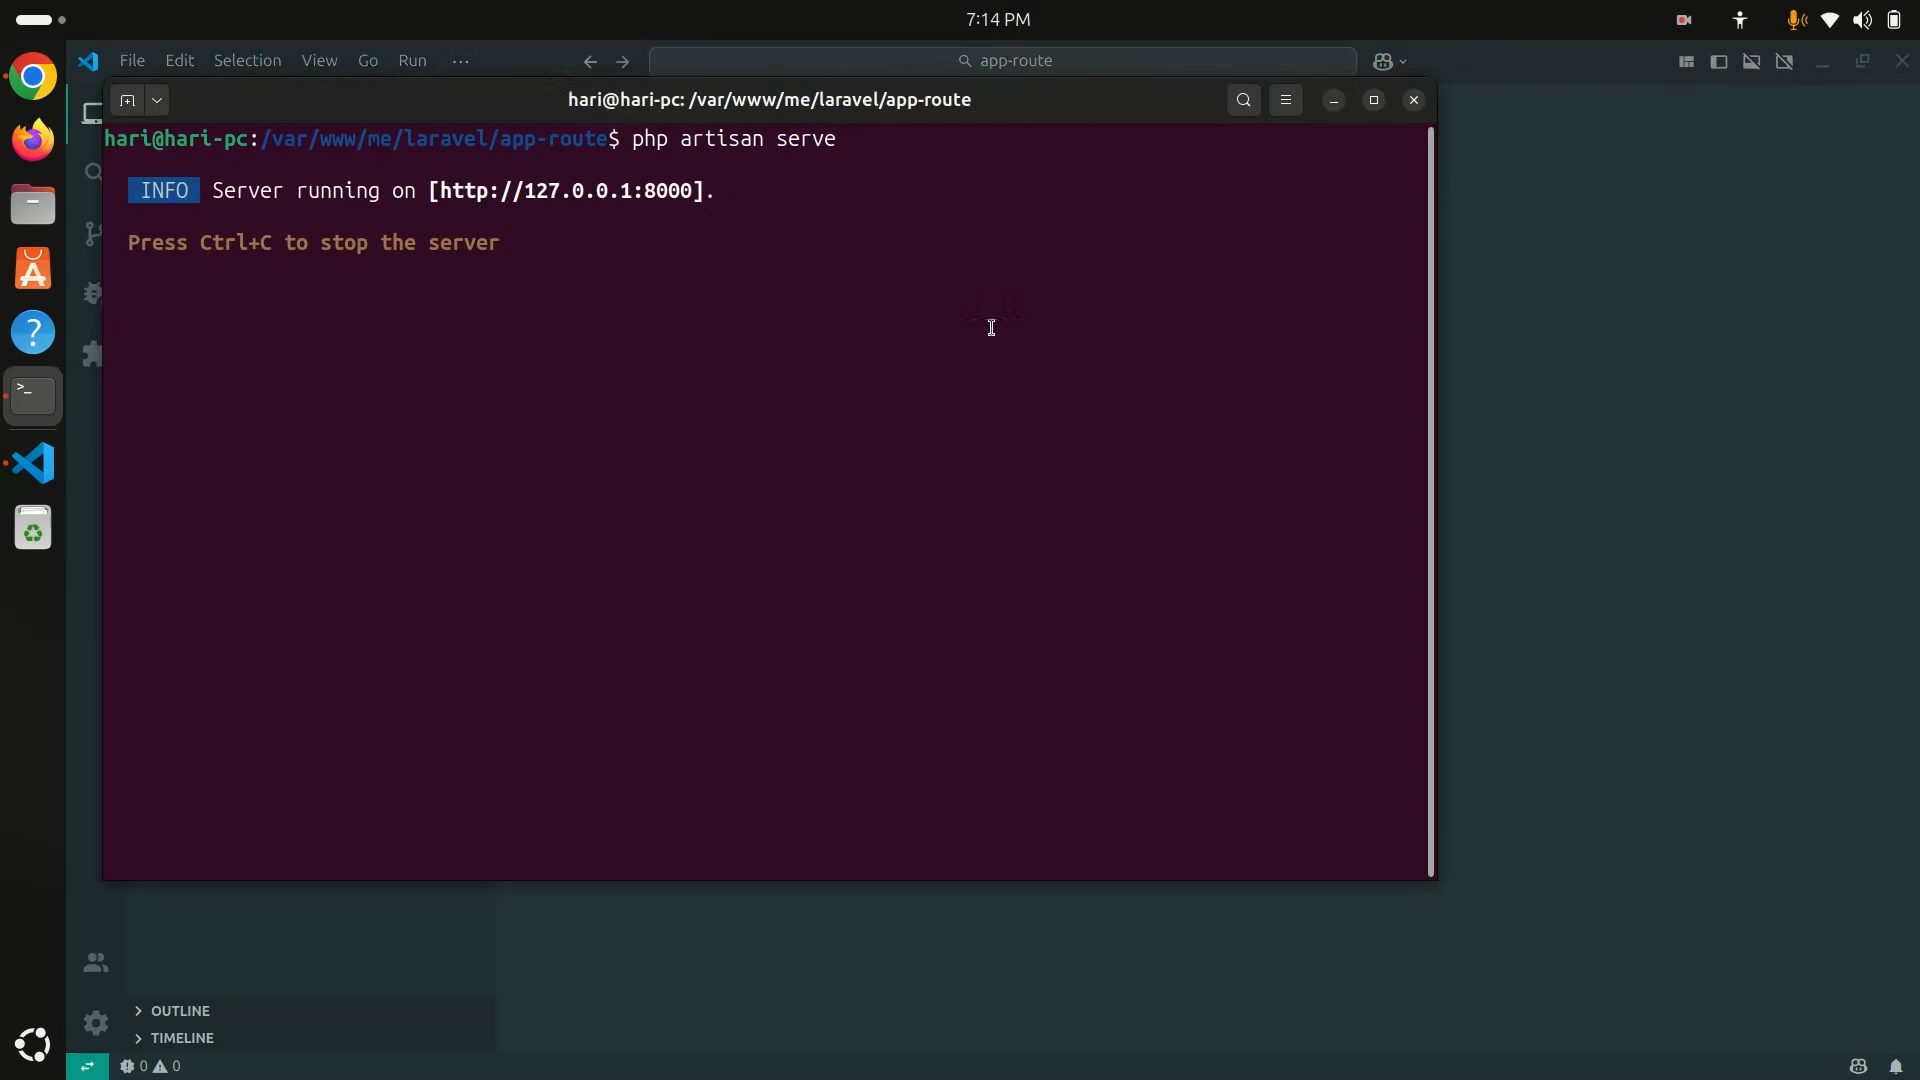 7:14 PM
File Edit Selection View Go Run ···
app-route
hari@hari-pc: /var/www/me/laravel/app-route
hari@hari-pc:/var/www/me/laravel/app-route$ php artisan serve
INFO Server running on [http://127.0.0.1:8000].
Press Ctrl+C to stop the server
OUTLINE
TIMELINE
0 0